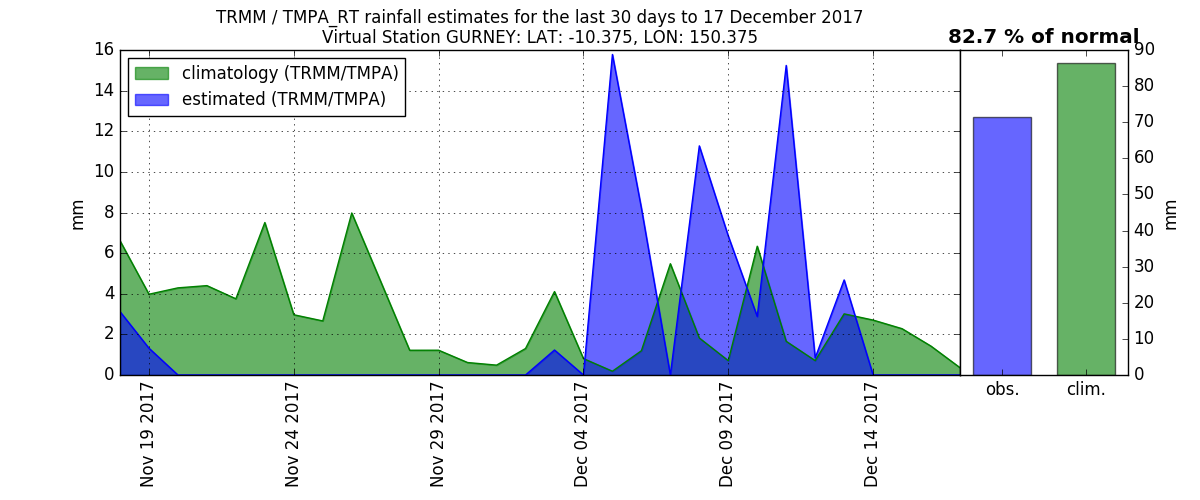 TRMM / TMPA_RT rainfall estimates for the last 30 days to 17 December 2017
Virtual Station GURNEY: LAT: -10.375, LON: 150.375
82.7 % of normal
climatology (TRMM/TMPA)
estimated (TRMM/TMPA)
mm
16
14
12
10
8
6
4
2
0
Nov 19 2017
Nov 24 2017
Nov 29 2017
Dec 04 2017
Dec 09 2017
Dec 14 2017
90
80
70
60
50
40
30
20
10
0
mm
obs.
clim.